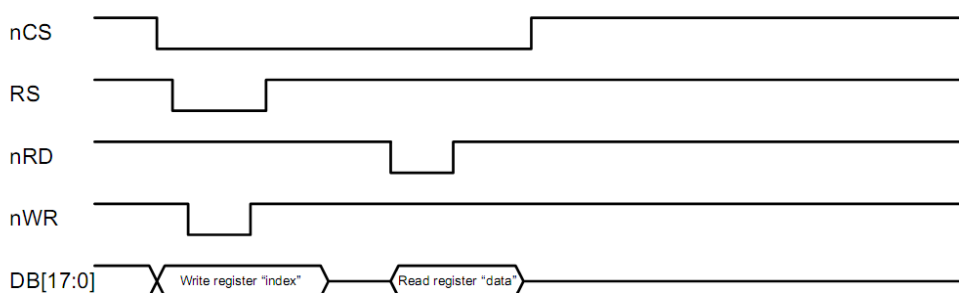 nCS
RS
nRD
nWR
DB[17:0]
Write register “index”
Read register “data”